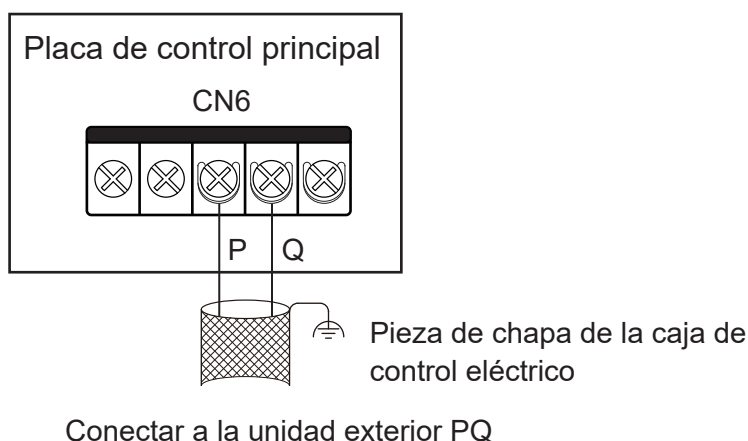 Placa de control principal
CN6
P Q
Pieza de chapa de la caja de
control eléctrico
Conectar a la unidad exterior PQ